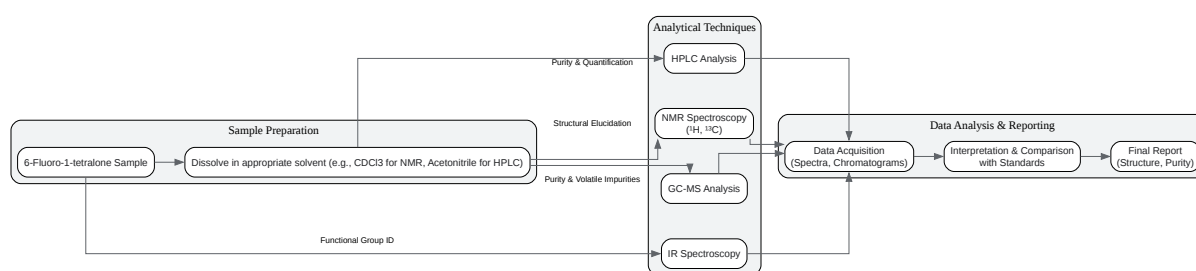 Analytical Techniques
HPLC Analysis
Purity & Quantification
Structural Elucidation
NMR Spectroscopy
(¹H, ¹³C)
Sample Preparation
6-Fluoro-1-tetralone Sample
Dissolve in appropriate solvent (e.g., CDCl3 for NMR, Acetonitrile for HPLC)
Purity & Volatile Impurities
GC-MS Analysis
Functional Group ID
IR Spectroscopy
Data Analysis & Reporting
Data Acquisition
(Spectra, Chromatograms)
Interpretation & Comparison
with Standards
Final Report
(Structure, Purity)